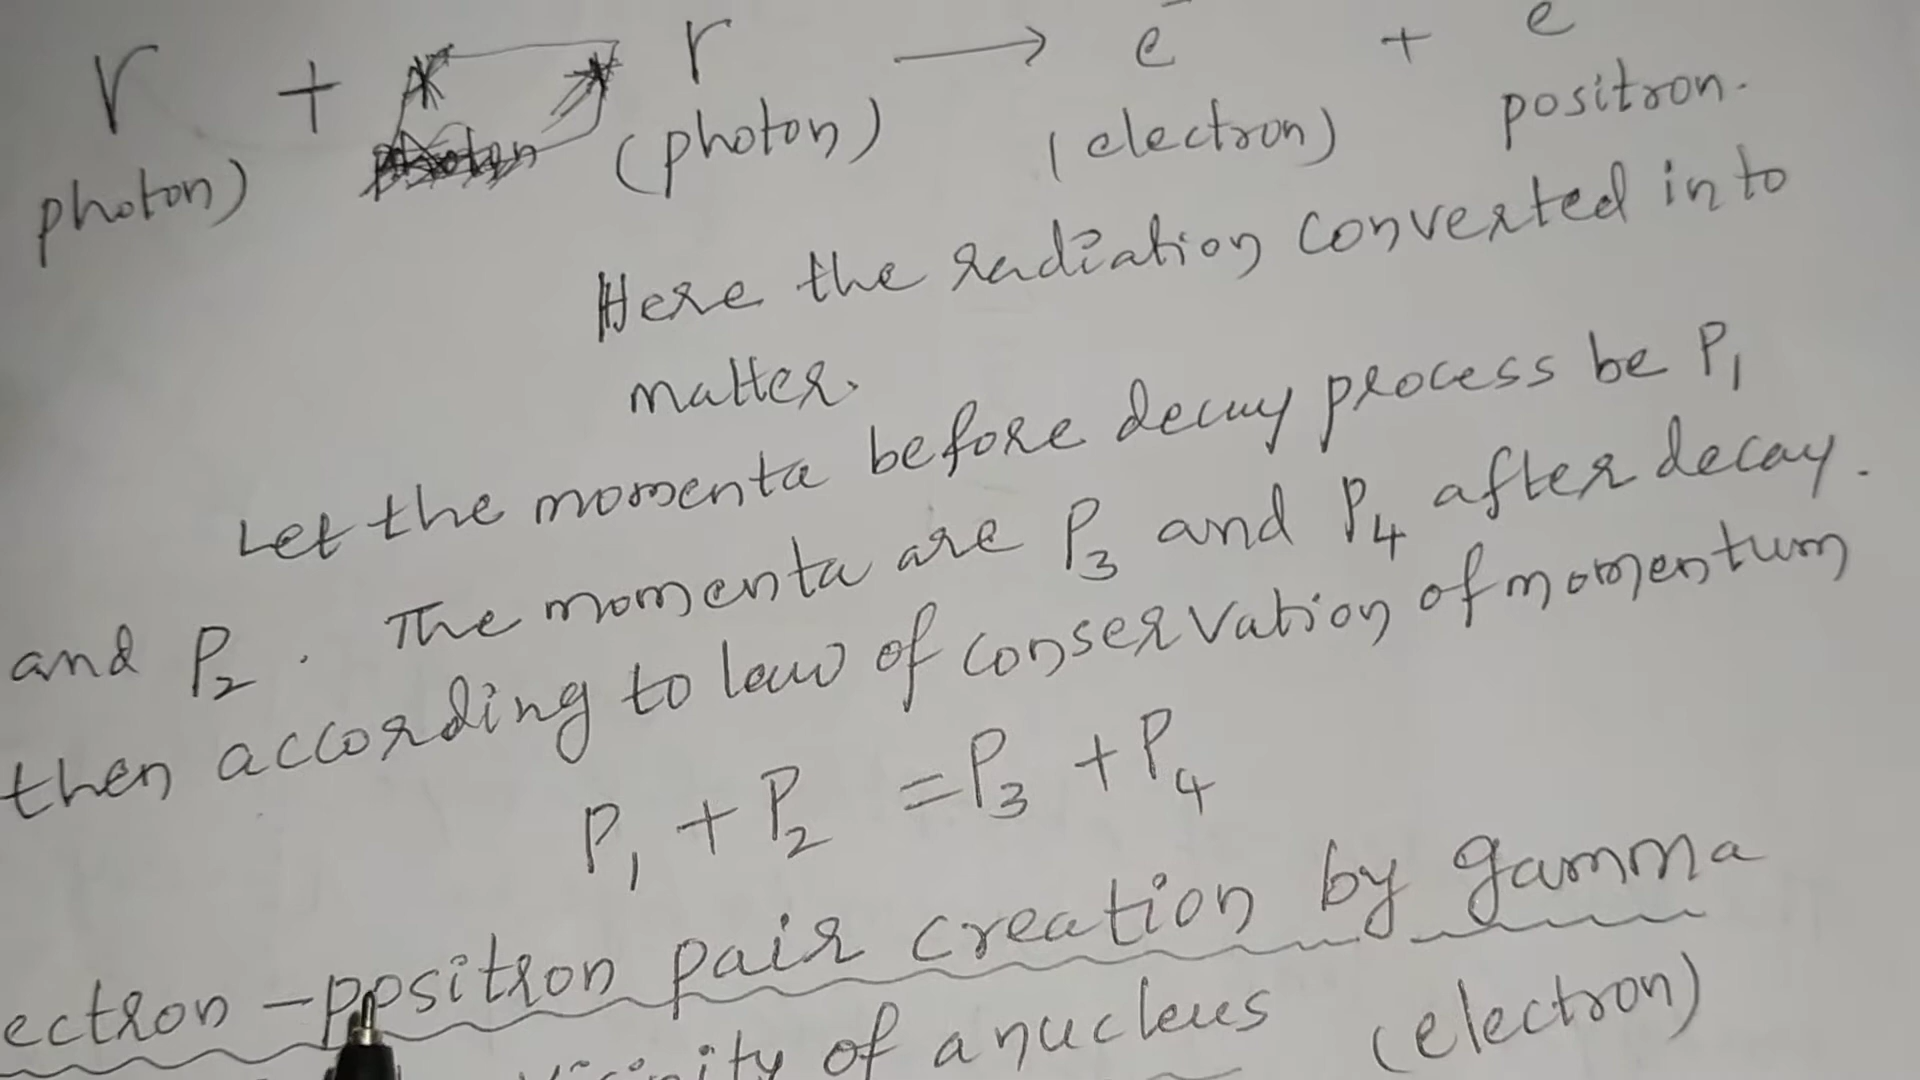 r + r → e⁻ + e
photon) (photon) (electron) positron.
Here the radiation converted into
matter.
Let the momenta before decay process be P₁
and P₂. The momenta are P₃ and P₄ after decay.
then according to law of conservation of momentum
P₁ + P₂ = P₃ + P₄
ectron - positron pair creation by gamma
of a nucleus (electron)